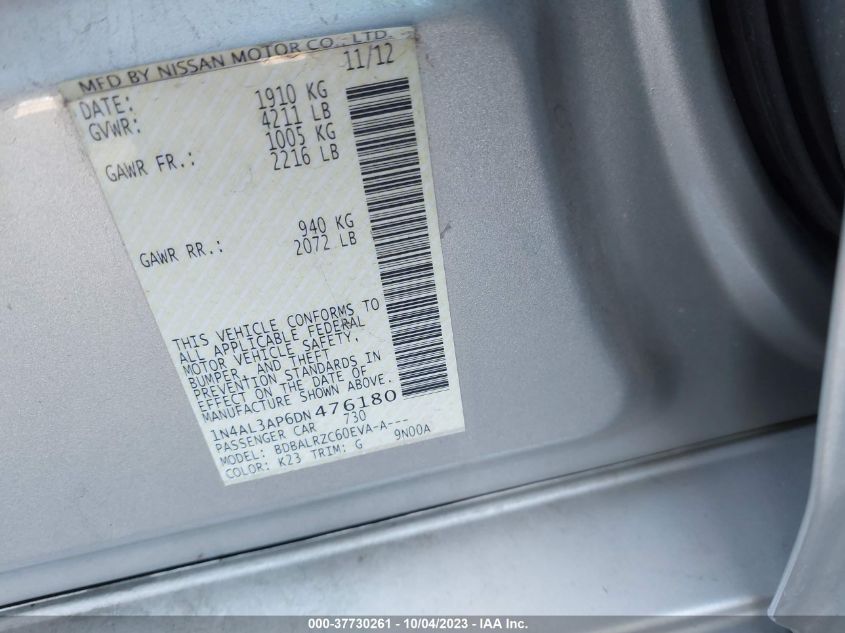 MFD BY NISSAN MOTOR CO., LTD.
DATE: 11/12
GVWR: 1910 KG
4211 LB
GAWR FR.: 1005 KG
2216 LB
GAWR RR.: 940 KG
2072 LB
THIS VEHICLE CONFORMS TO
ALL APPLICABLE FEDERAL
MOTOR VEHICLE SAFETY,
BUMPER, AND THEFT
PREVENTION STANDARDS IN
EFFECT ON THE DATE OF
MANUFACTURE SHOWN ABOVE.
1N4AL3AP6DN476180
PASSENGER CAR 730
MODEL: BDBALRZC60EVA-A---
COLOR: K23 TRIM: G 9N00A
000-37730261 - 10/04/2023 - IAA Inc.